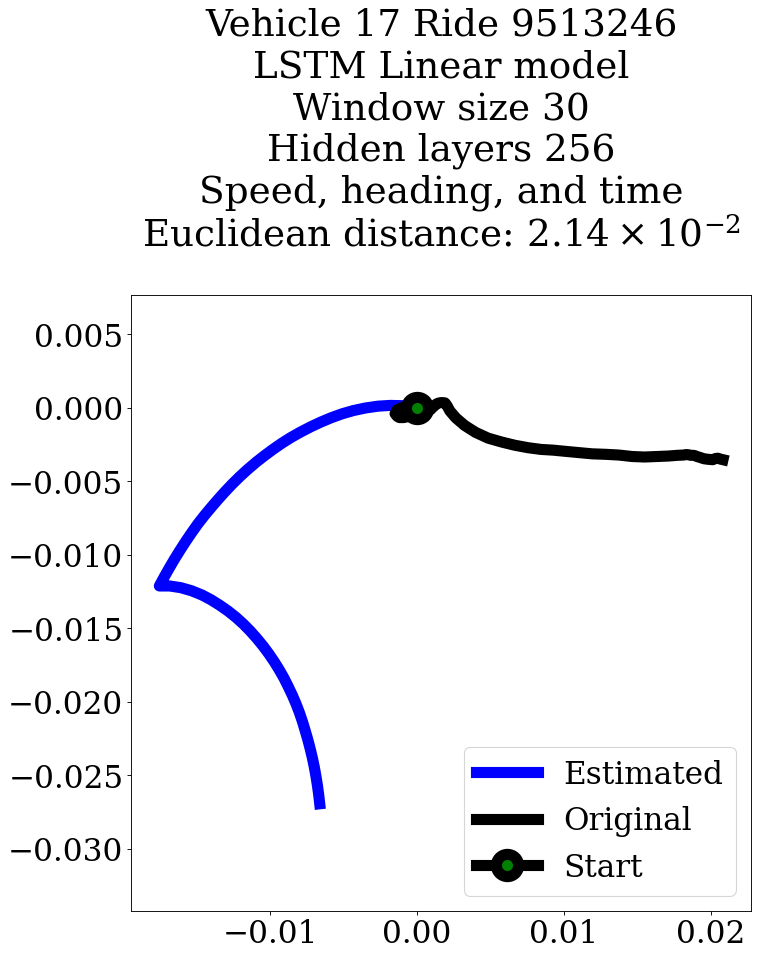 Vehicle 17 Ride 9513246
LSTM Linear model
Window size 30
Hidden layers 256
Speed, heading, and time
Euclidean distance: 2.14 × 10⁻²
0.005
0.000
−0.005
−0.010
−0.015
−0.020
−0.025
−0.030
Estimated
Original
Start
−0.01 0.00 0.01 0.02